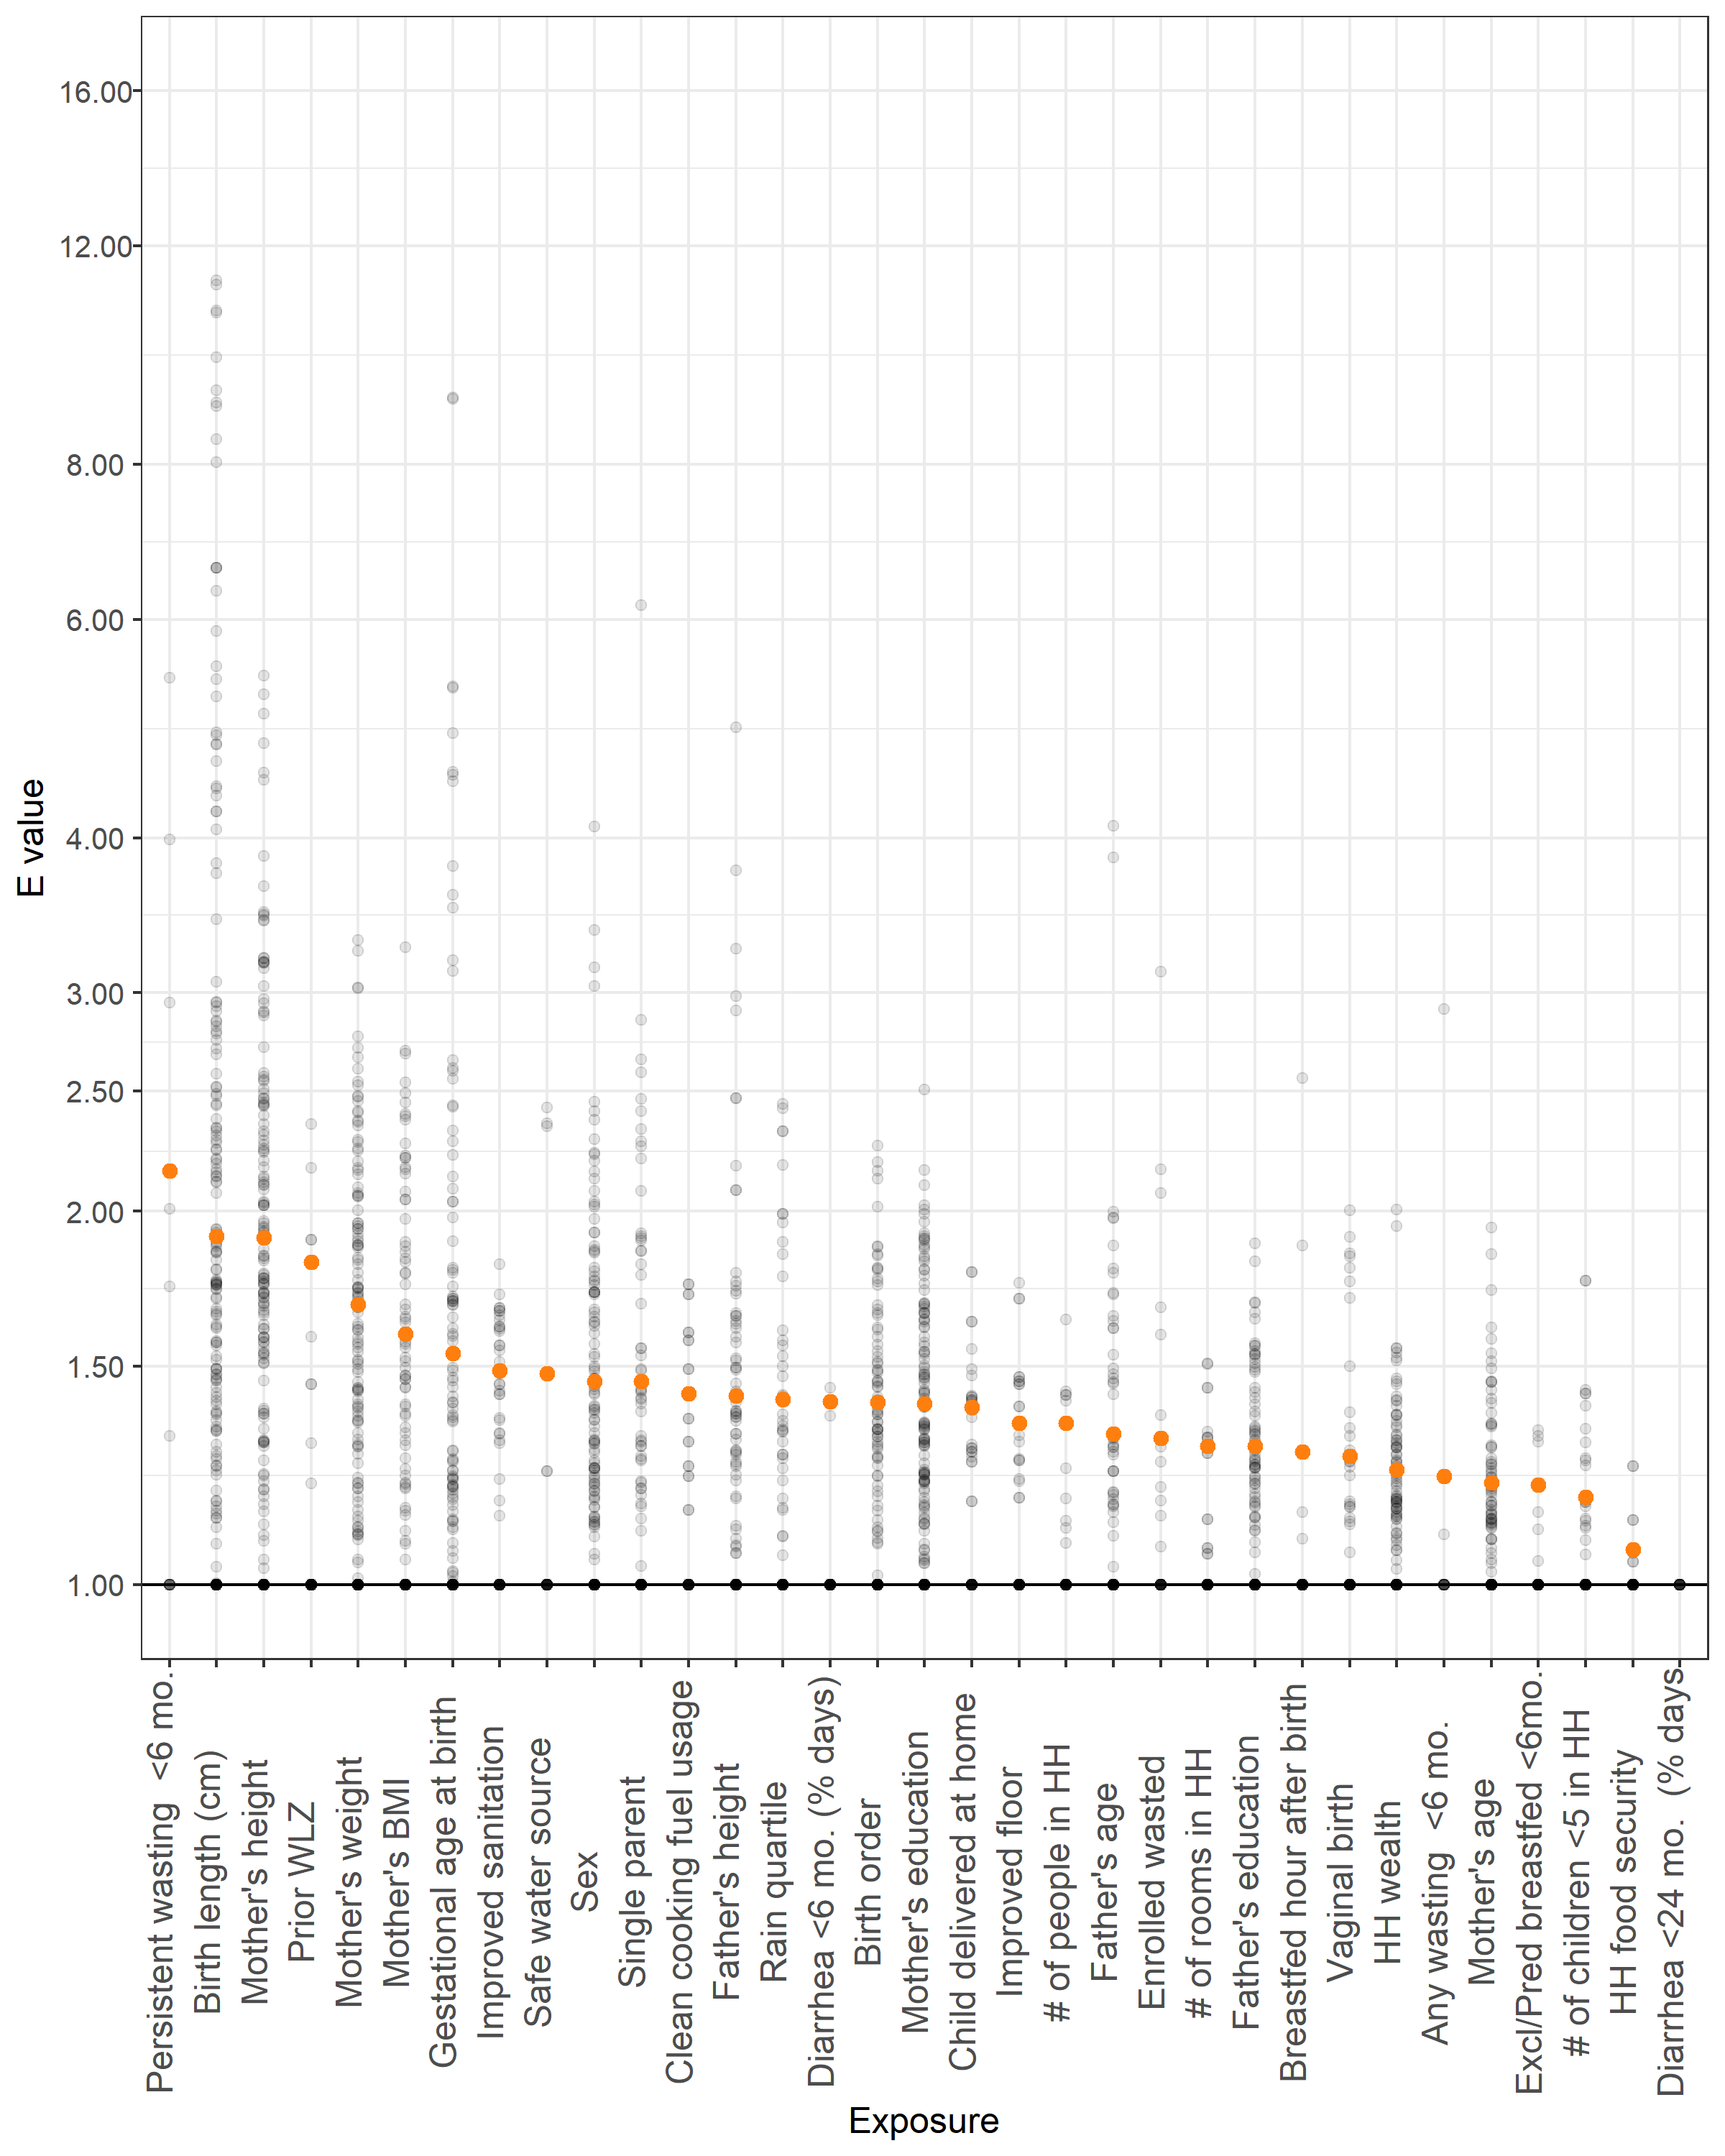 16.00
12.00
8.00
6.00
4.00
3.00
2.50
2.00
1.50
1.00
E value
Persistent wasting  <6 mo.
Birth length (cm)
Mother's height
Prior WLZ
Mother's weight
Mother's BMI
Gestational age at birth
Improved sanitation
Safe water source
Sex
Single parent
Clean cooking fuel usage
Father's height
Rain quartile
Diarrhea <6 mo. (% days)
Birth order
Mother's education
Child delivered at home
Improved floor
# of people in HH
Father's age
Enrolled wasted
# of rooms in HH
Father's education
Breastfed hour after birth
Vaginal birth
HH wealth
Any wasting  <6 mo.
Mother's age
Excl/Pred breastfed <6mo.
# of children <5 in HH
HH food security
Diarrhea <24 mo.  (% days
Exposure